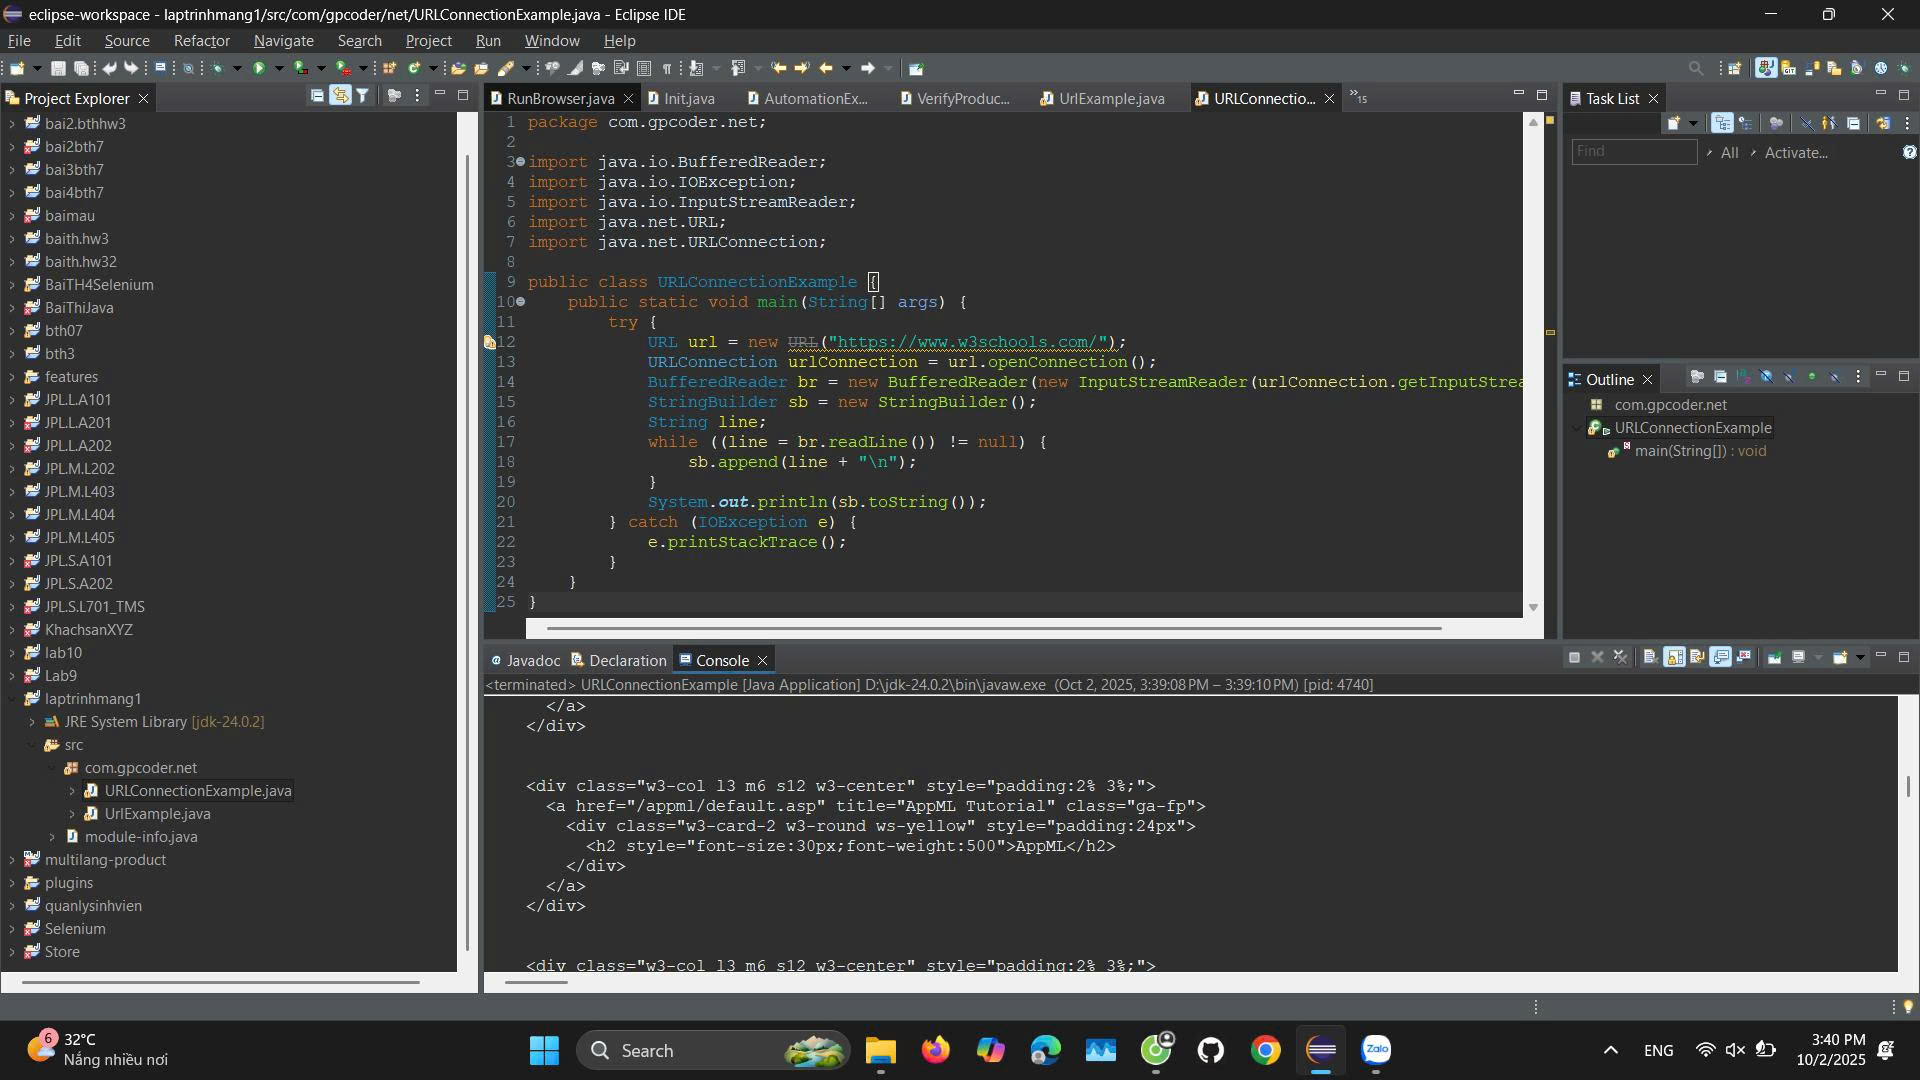 eclipse-workspace - laptrinhmang1/src/com/gpcoder/net/URLConnectionExample.java - Eclipse IDE
File Edit Source Refactor Navigate Search Project Run Window Help
Project Explorer
bai2.bthhw3
bai2bth7
bai3bth7
bai4bth7
baimau
baith.hw3
baith.hw32
BaiTH4Selenium
BaiThiJava
bth07
bth3
features
JPL.L.A101
JPL.L.A201
JPL.L.A202
JPL.M.L202
JPL.M.L403
JPL.M.L404
JPL.M.L405
JPL.S.A101
JPL.S.A202
JPL.S.L701_TMS
KhachsanXYZ
lab10
Lab9
laptrinhmang1
JRE System Library [jdk-24.0.2]
src
com.gpcoder.net
URLConnectionExample.java
UrlExample.java
module-info.java
multilang-product
plugins
quanlysinhvien
Selenium
Store
RunBrowser.java Init.java AutomationEx... VerifyProduc... UrlExample.java URLConnectio... »15
1 package com.gpcoder.net;
2
3 import java.io.BufferedReader;
4 import java.io.IOException;
5 import java.io.InputStreamReader;
6 import java.net.URL;
7 import java.net.URLConnection;
8
9 public class URLConnectionExample {
10 public static void main(String[] args) {
11 try {
12 URL url = new URL("https://www.w3schools.com/");
13 URLConnection urlConnection = url.openConnection();
14 BufferedReader br = new BufferedReader(new InputStreamReader(urlConnection.getInputStrea
15 StringBuilder sb = new StringBuilder();
16 String line;
17 while ((line = br.readLine()) != null) {
18 sb.append(line + "\n");
19 }
20 System.out.println(sb.toString());
21 } catch (IOException e) {
22 e.printStackTrace();
23 }
24 }
25 }
Javadoc Declaration Console
<terminated> URLConnectionExample [Java Application] D:\jdk-24.0.2\bin\javaw.exe (Oct 2, 2025, 3:39:08 PM – 3:39:10 PM) [pid: 4740]
</a>
</div>
<div class="w3-col l3 m6 s12 w3-center" style="padding:2% 3%;">
<a href="/appml/default.asp" title="AppML Tutorial" class="ga-fp">
<div class="w3-card-2 w3-round ws-yellow" style="padding:24px">
<h2 style="font-size:30px;font-weight:500">AppML</h2>
</div>
</a>
</div>
<div class="w3-col l3 m6 s12 w3-center" style="padding:2% 3%;">
Task List
Find All Activate...
Outline
com.gpcoder.net
URLConnectionExample
main(String[]) : void
6
32°C
Nắng nhiều nơi
Search
Zalo
ENG
3:40 PM
10/2/2025